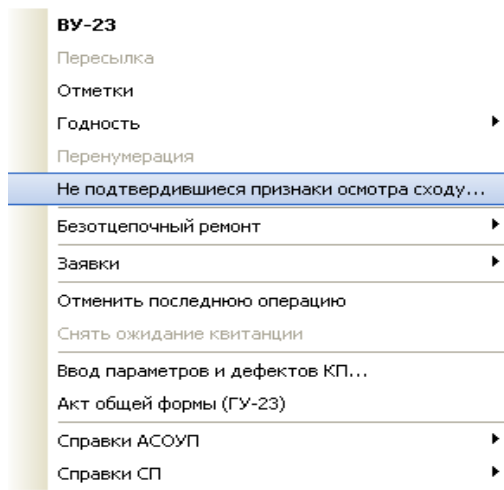 ВУ-23
Пересылка
Отметки
Годность
Перенумерация
Не подтвердившиеся признаки осмотра сходу...
Безотцепочный ремонт
Заявки
Отменить последнюю операцию
Снять ожидание квитанции
Ввод параметров и дефектов КП...
Акт общей формы (ГУ-23)
Справки АСОУП
Справки СП